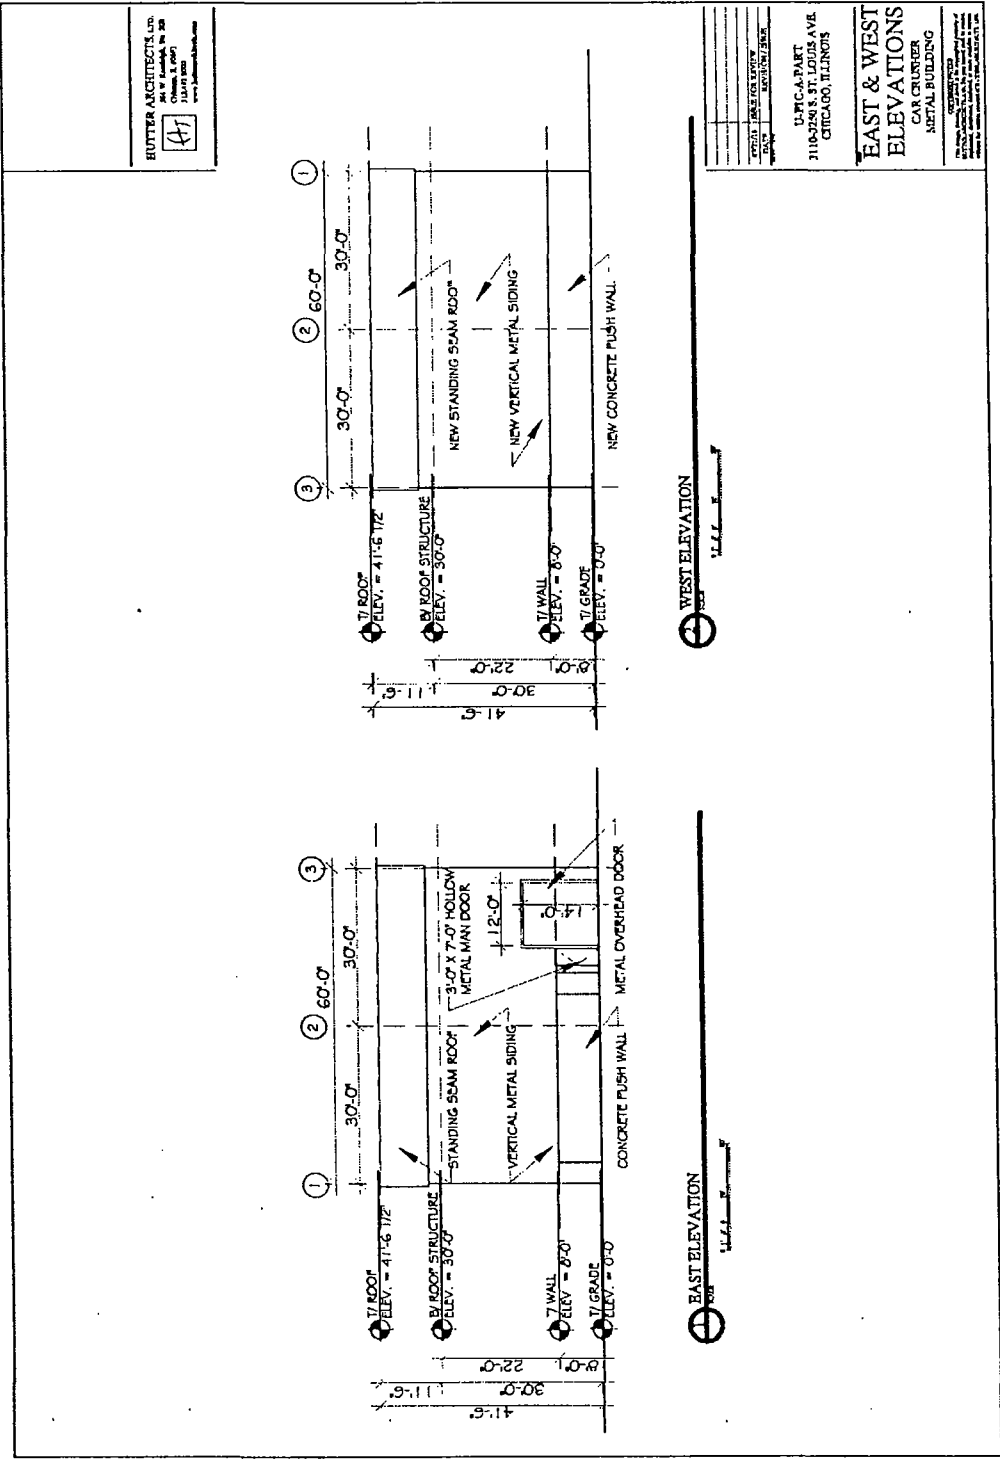 HUTTER ARCHITECTS, LTD.
EAST & WEST
ELEVATIONS
CAR CRUSHER
METAL BUILDING
U-PIC-A-PART
3110-3250 S. ST. LOUIS AVE.
CHICAGO, ILLINOIS
DATE
1
2
3
60'-0"
30'-0"
30'-0"
T/ ROOF
ELEV. = 41'-6 1/2"
B/ ROOF STRUCTURE
ELEV. = 30'-0"
T/ WALL
ELEV. = 8'-0"
T/ GRADE
ELEV. = 0'-0"
NEW STANDING SEAM ROOF
NEW VERTICAL METAL SIDING
NEW CONCRETE PUSH WALL
22'-0"
8'-0"
11'-6"
30'-0"
41'-6"
2
WEST ELEVATION
3
2
1
60'-0"
30'-0"
30'-0"
T/ ROOF
ELEV. = 41'-6 1/2"
B/ ROOF STRUCTURE
ELEV. = 30'-0"
WALL
ELEV = 8'-0"
T/ GRADE
ELEV. = 0'-0
3'-0" X 7'-0" HOLLOW
METAL MAN DOOR
12'-0"
14'-0"
STANDING SEAM ROOF
VERTICAL METAL SIDING
CONCRETE PUSH WALL
METAL OVERHEAD DOOR
22'-0"
8'-0"
11'-6"
30'-0"
41'-6"
1
EAST ELEVATION